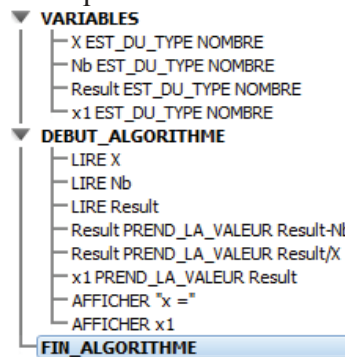 VARIABLES
X EST_DU_TYPE NOMBRE
Nb EST_DU_TYPE NOMBRE
Result EST_DU_TYPE NOMBRE
x1 EST_DU_TYPE NOMBRE
DEBUT_ALGORITHME
LIRE X
LIRE Nb
LIRE Result
Result PREND_LA_VALEUR Result-Nb
Result PREND_LA_VALEUR Result/X
x1 PREND_LA_VALEUR Result
AFFICHER "x ="
AFFICHER x1
FIN_ALGORITHME